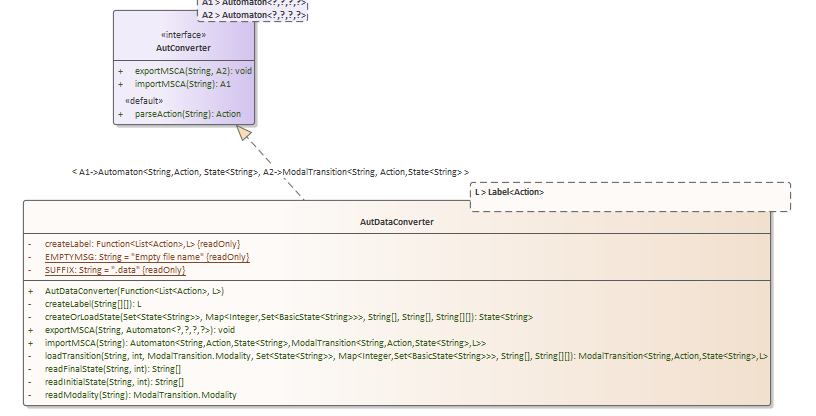 A1 > Automaton<?,?,?,?>
A2 > Automaton<?,?,?,?>
«interface»
AutConverter
+ exportMSCA(String, A2): void
+ importMSCA(String): A1
«default»
+ parseAction(String): Action
< A1->Automaton<String,Action, State<String>, A2->ModalTransition<String, Action,State<String> >
L > Label<Action>
AutDataConverter
- createLabel: Function<List<Action>,L> {readOnly}
- EMPTYMSG: String = "Empty file name" {readOnly}
- SUFFIX: String = ".data" {readOnly}
+ AutDataConverter(Function<List<Action>, L>)
- createLabel(String[][]): L
- createOrLoadState(Set<State<String>>, Map<Integer,Set<BasicState<String>>>, String[], String[], String[][]): State<String>
+ exportMSCA(String, Automaton<?,?,?,?>): void
+ importMSCA(String): Automaton<String,Action,State<String>,ModalTransition<String,Action,State<String>,L>>
- loadTransition(String, int, ModalTransition.Modality, Set<State<String>>, Map<Integer,Set<BasicState<String>>>, String[], String[][]): ModalTransition<String,Action,State<String>,L>
- readFinalState(String, int): String[]
- readInitialState(String, int): String[]
- readModality(String): ModalTransition.Modality